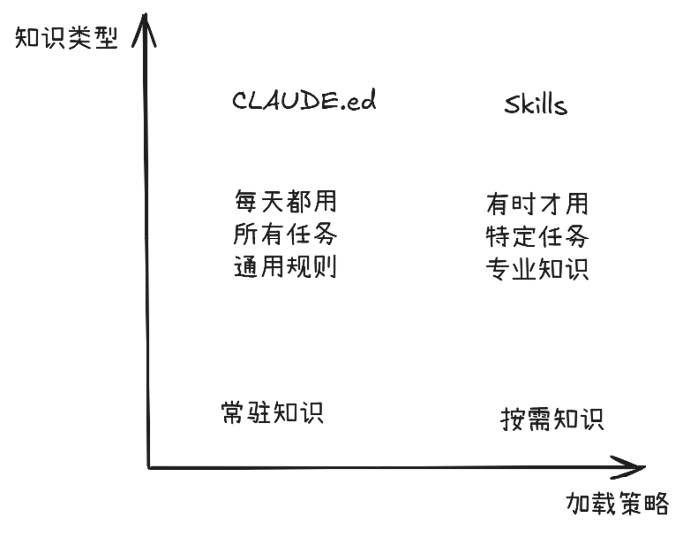 知识类型
CLAUDE.ed
Skills
每天都用
所有任务
通用规则
有时才用
特定任务
专业知识
常驻知识
按需知识
加载策略